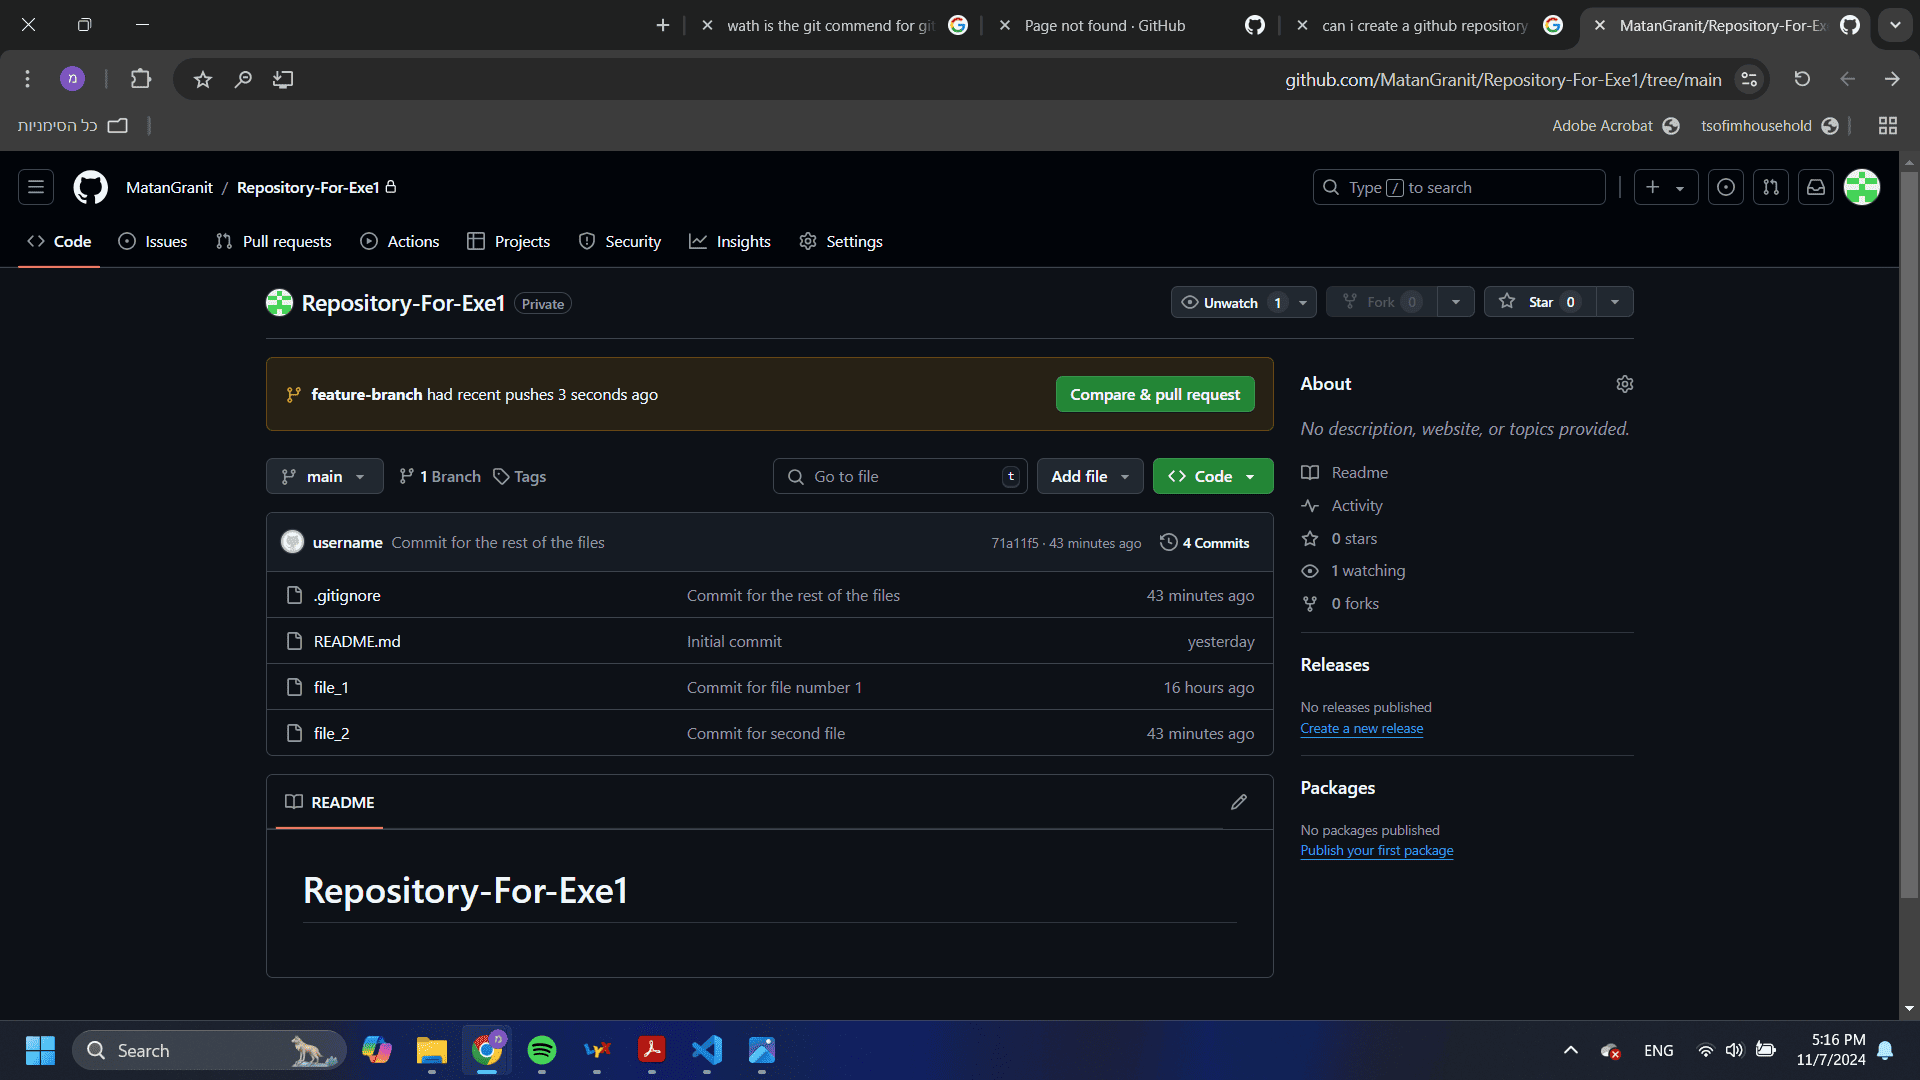 wath is the git commend for git
Page not found · GitHub
can i create a github repository
MatanGranit/Repository-For-Exe
מ
github.com/MatanGranit/Repository-For-Exe1/tree/main
כל הסימניות
Adobe Acrobat
tsofimhousehold
MatanGranit / Repository-For-Exe1
Type / to search
Code
Issues
Pull requests
Actions
Projects
Security
Insights
Settings
Repository-For-Exe1 Private
Unwatch 1
Fork 0
Star 0
feature-branch had recent pushes 3 seconds ago
Compare & pull request
main
1 Branch
Tags
Go to file t
Add file
Code
username Commit for the rest of the files
71a11f5 · 43 minutes ago
4 Commits
.gitignore Commit for the rest of the files 43 minutes ago
README.md Initial commit yesterday
file_1 Commit for file number 1 16 hours ago
file_2 Commit for second file 43 minutes ago
README
Repository-For-Exe1
About
No description, website, or topics provided.
Readme
Activity
0 stars
1 watching
0 forks
Releases
No releases published
Create a new release
Packages
No packages published
Publish your first package
Search
ENG
5:16 PM
11/7/2024